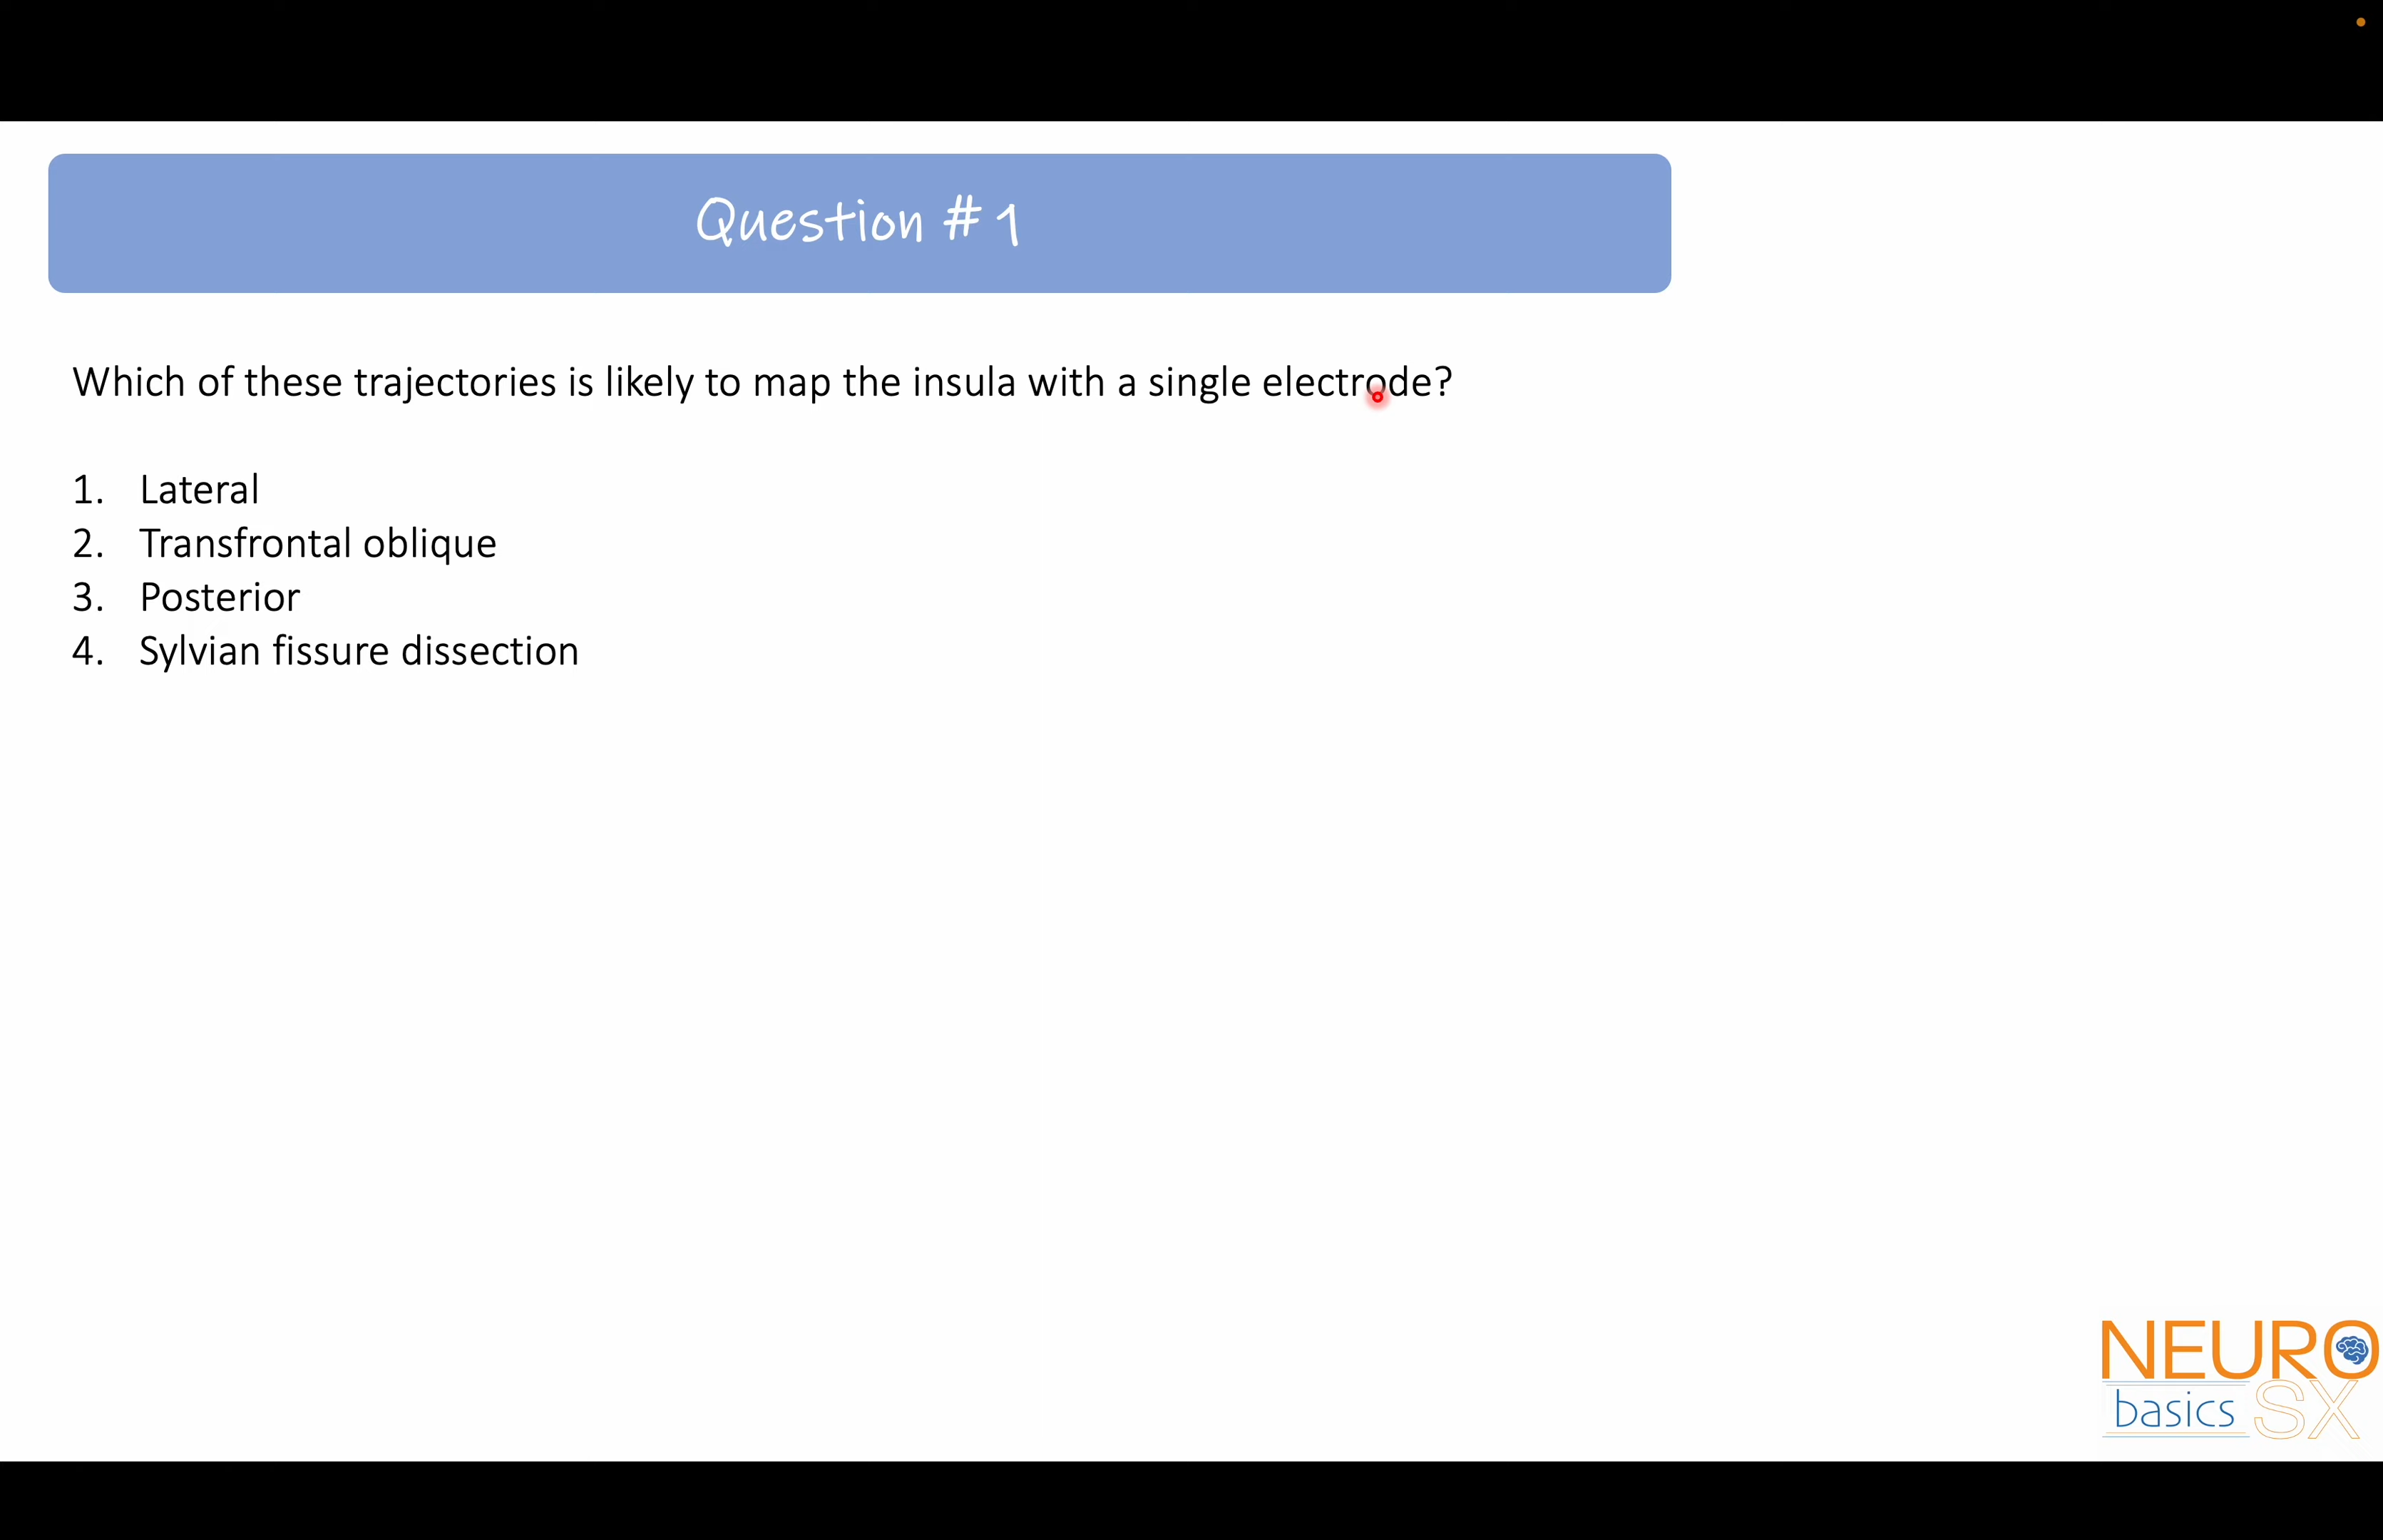 Question #1
Which of these trajectories is likely to map the insula with a single electrode?
1. Lateral
2. Transfrontal oblique
3. Posterior
4. Sylvian fissure dissection
NEURO
basics SX